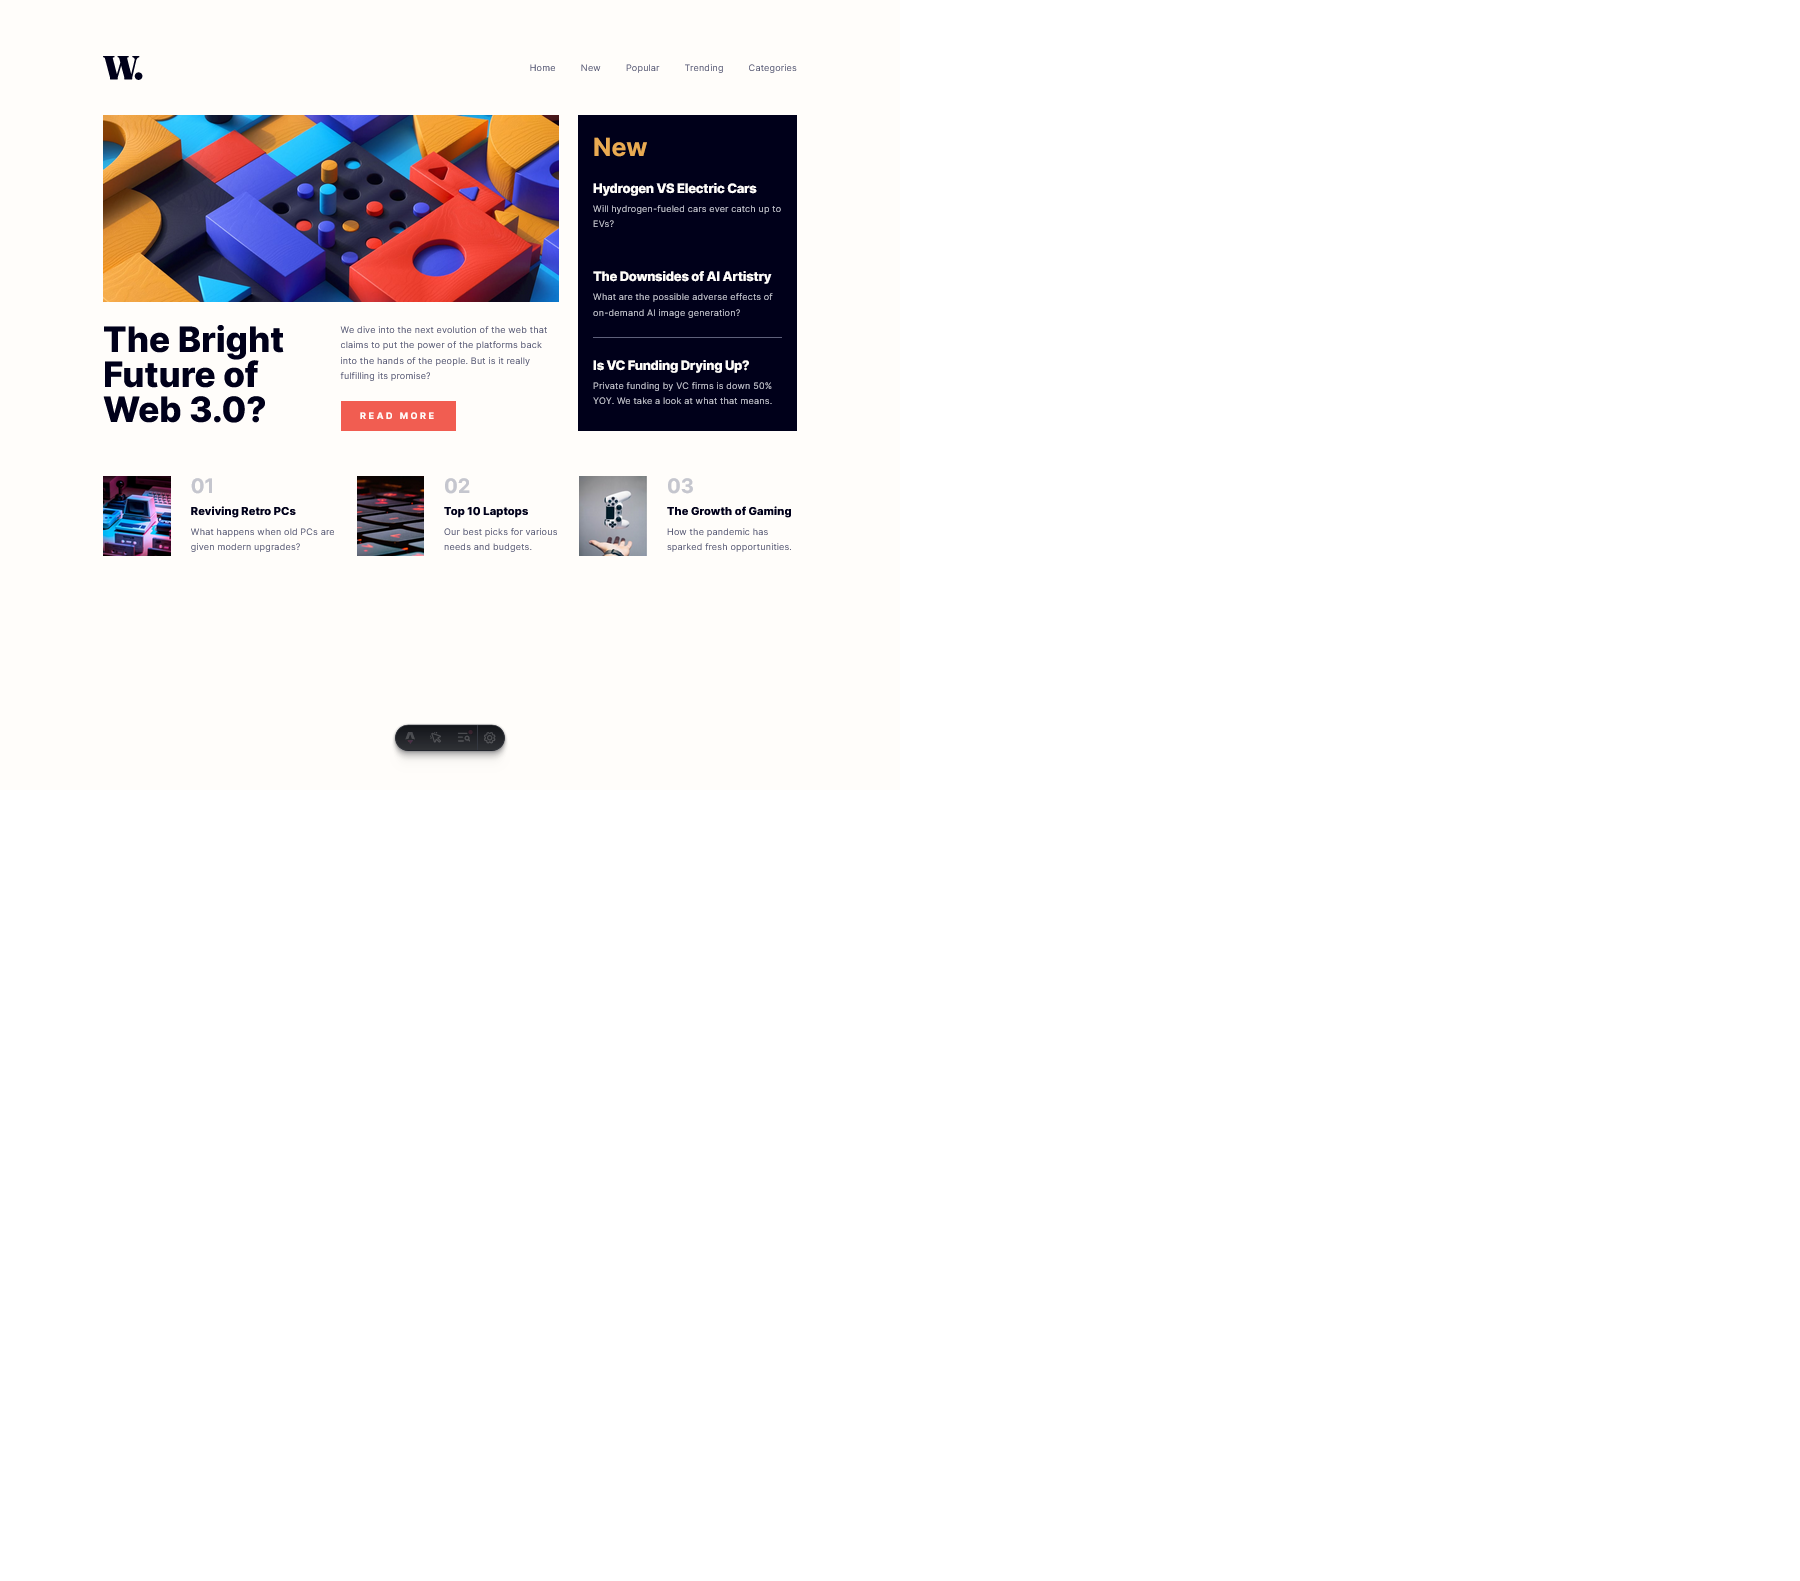 W.
Home New Popular Trending Categories
New
Hydrogen VS Electric Cars
Will hydrogen-fueled cars ever catch up to
EVs?
The Downsides of AI Artistry
What are the possible adverse effects of
on-demand AI image generation?
Is VC Funding Drying Up?
Private funding by VC firms is down 50%
YOY. We take a look at what that means.
The Bright
Future of
Web 3.0?
We dive into the next evolution of the web that
claims to put the power of the platforms back
into the hands of the people. But is it really
fulfilling its promise?
READ MORE
01
Reviving Retro PCs
What happens when old PCs are
given modern upgrades?
02
Top 10 Laptops
Our best picks for various
needs and budgets.
03
The Growth of Gaming
How the pandemic has
sparked fresh opportunities.